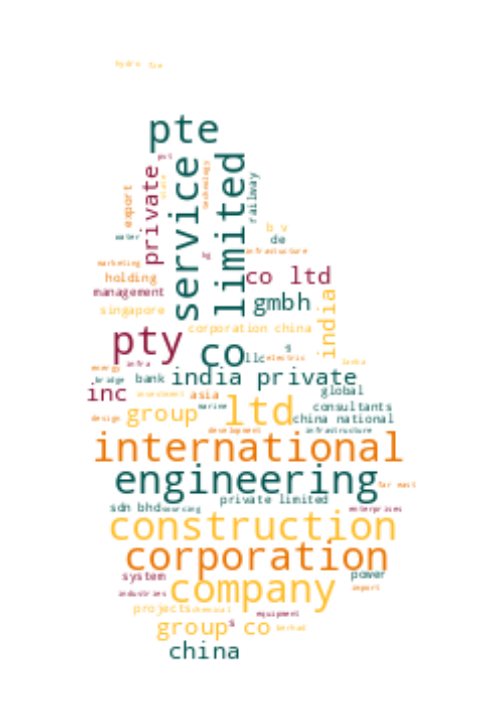 hydro
pte
pvt
private
service
limited
technology
railway
export
water
b v
de
infrastructure
marketing
holding
co ltd
management
gmbh
singapore
india
corporation china
pty
co
s
llc
electric
lanka
energy
infra
bridge
bank
india private
inc
investment
asia
global
group
marine
ltd
consultants
china national
design
development
infrastructure
international
engineering
far east
private limited
sdn bhd
sourcing
enterprises
construction
corporation
system
power
company
industries
import
projects
chemical
equipment
group
s
co
berhad
china